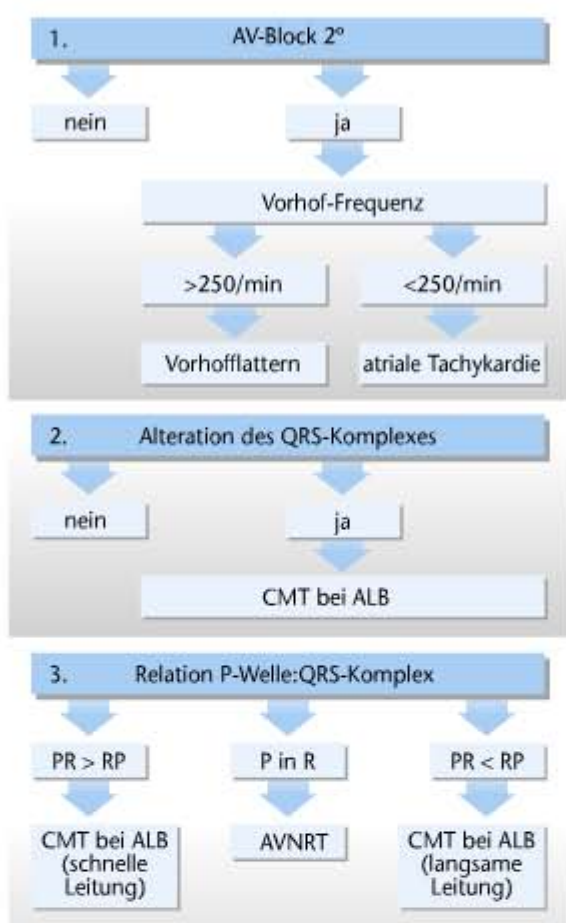 1. AV-Block 2º
nein
ja
Vorhof-Frequenz
>250/min
<250/min
Vorhofflattern
atriale Tachykardie
2. Alteration des QRS-Komplexes
nein
ja
CMT bei ALB
3. Relation P-Welle:QRS-Komplex
PR > RP
P in R
PR < RP
CMT bei ALB
(schnelle
Leitung)
AVNRT
CMT bei ALB
(langsame
Leitung)